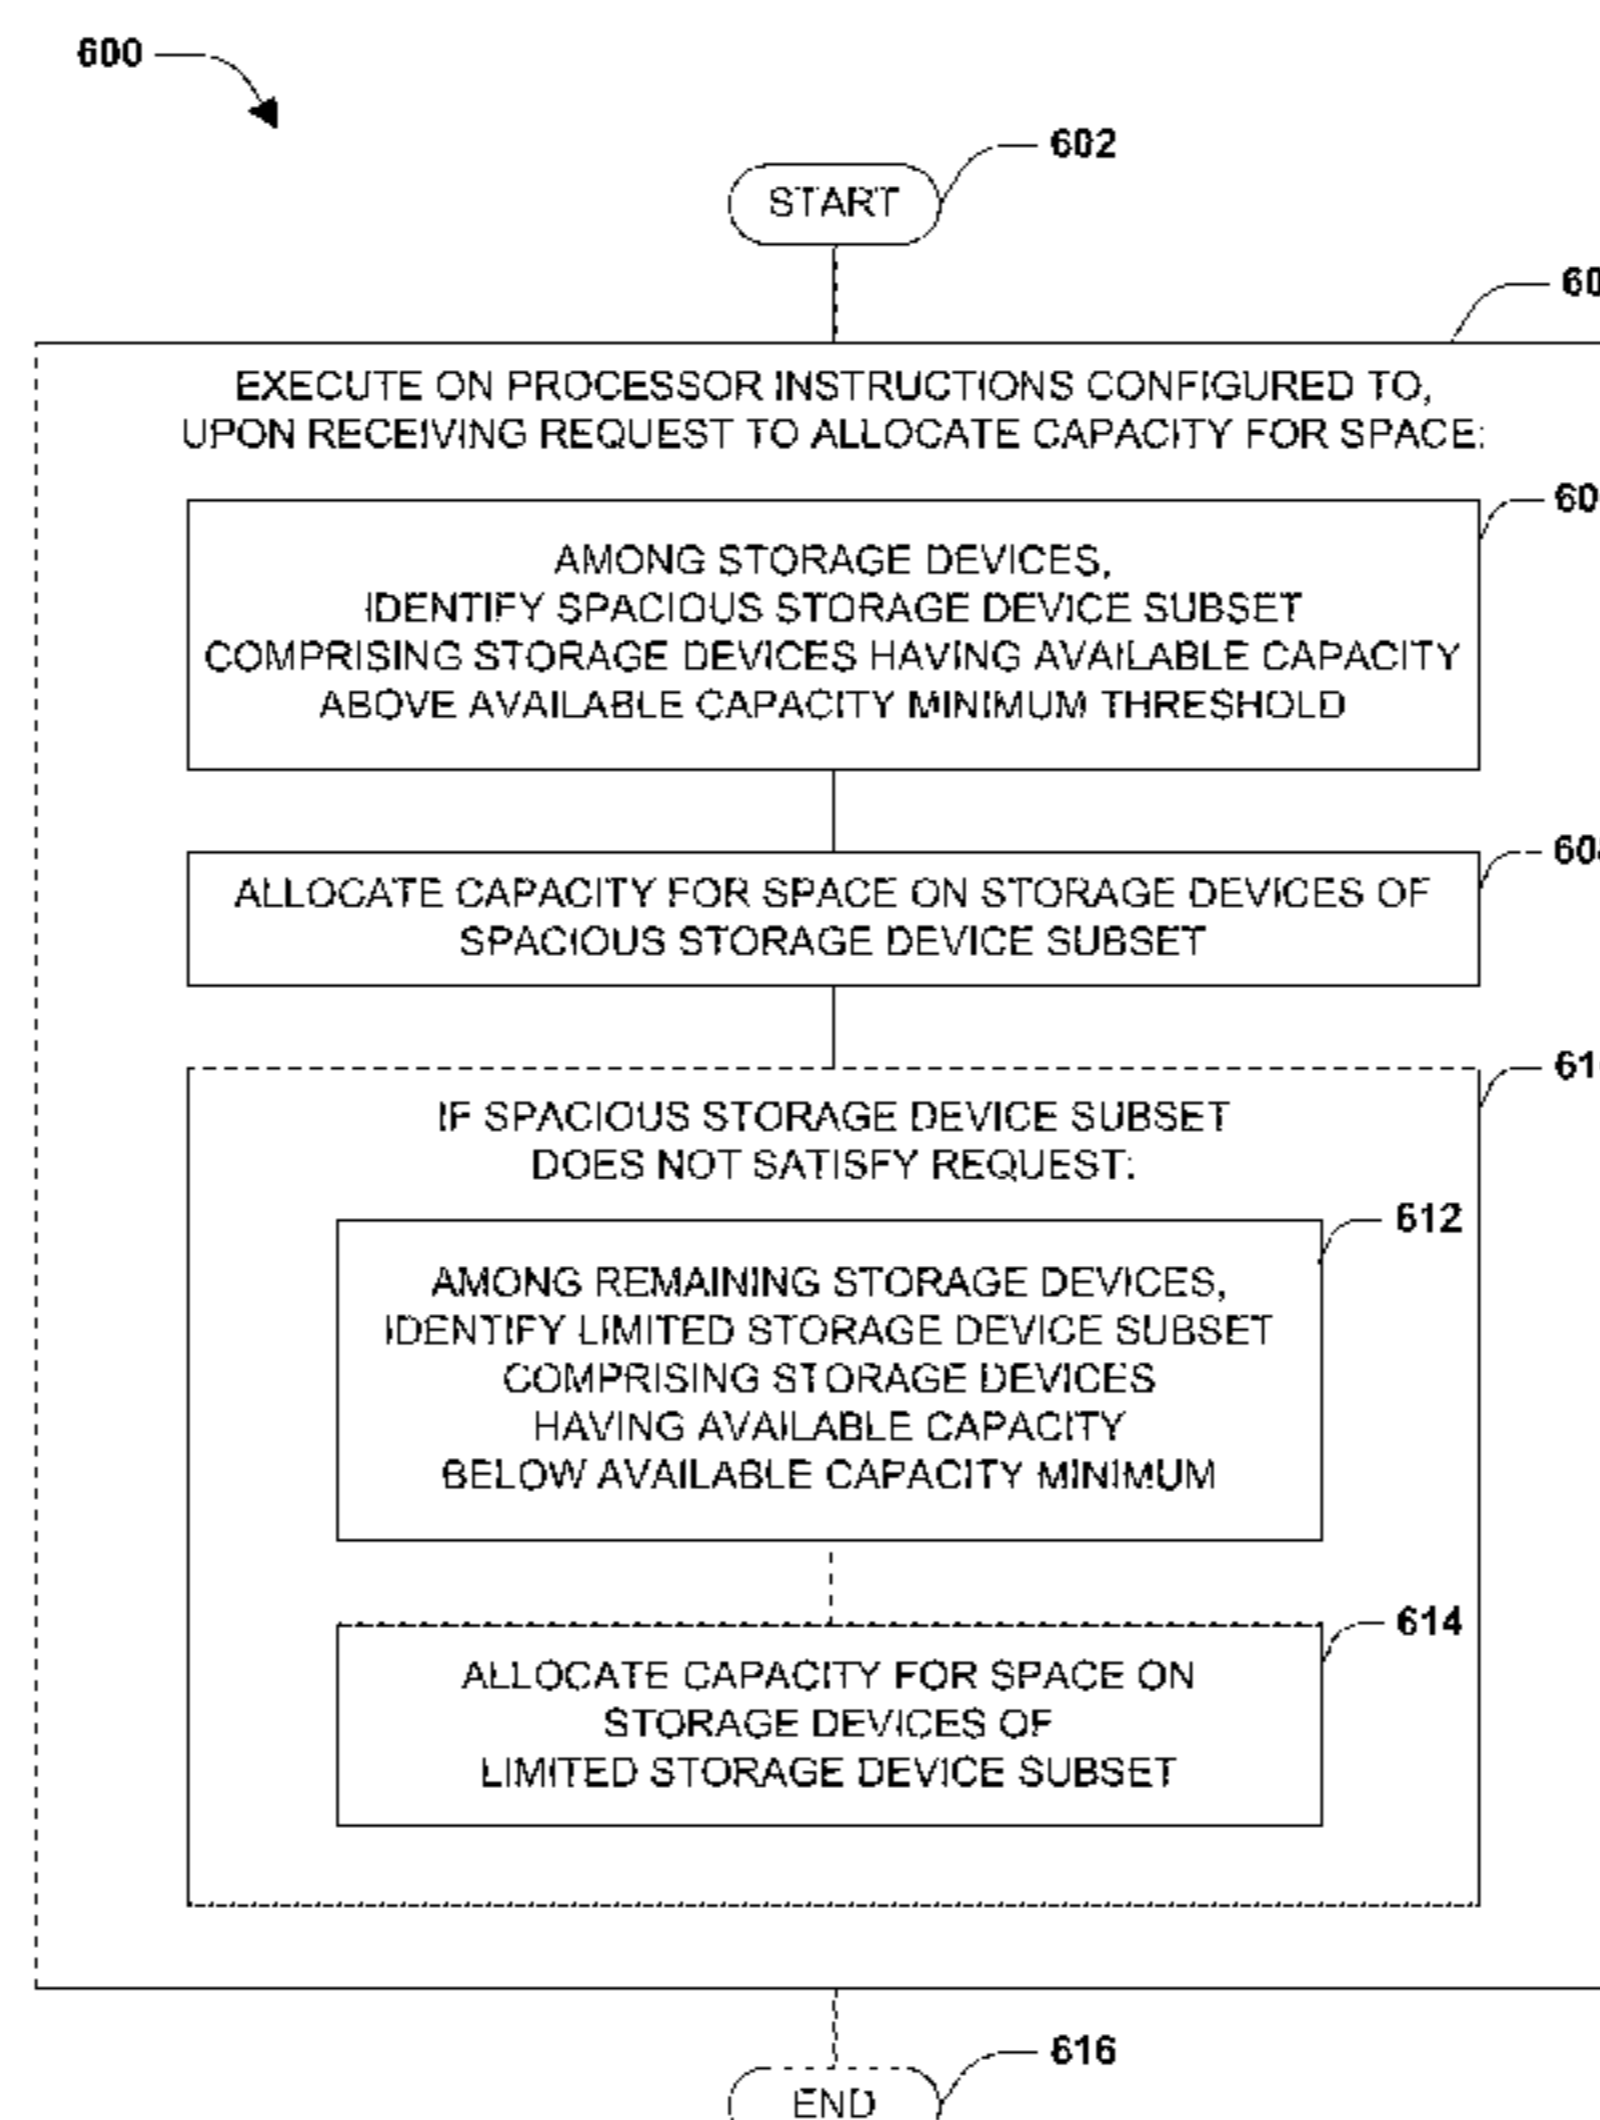 600
602
START
EXECUTE ON PROCESSOR INSTRUCTIONS CONFIGURED TO,
UPON RECEIVING REQUEST TO ALLOCATE CAPACITY FOR SPACE:
AMONG STORAGE DEVICES,
IDENTIFY SPACIOUS STORAGE DEVICE SUBSET
COMPRISING STORAGE DEVICES HAVING AVAILABLE CAPACITY
ABOVE AVAILABLE CAPACITY MINIMUM THRESHOLD
ALLOCATE CAPACITY FOR SPACE ON STORAGE DEVICES OF
SPACIOUS STORAGE DEVICE SUBSET
IF SPACIOUS STORAGE DEVICE SUBSET
DOES NOT SATISFY REQUEST:
612
AMONG REMAINING STORAGE DEVICES,
IDENTIFY LIMITED STORAGE DEVICE SUBSET
COMPRISING STORAGE DEVICES
HAVING AVAILABLE CAPACITY
BELOW AVAILABLE CAPACITY MINIMUM
614
ALLOCATE CAPACITY FOR SPACE ON
STORAGE DEVICES OF
LIMITED STORAGE DEVICE SUBSET
616
END